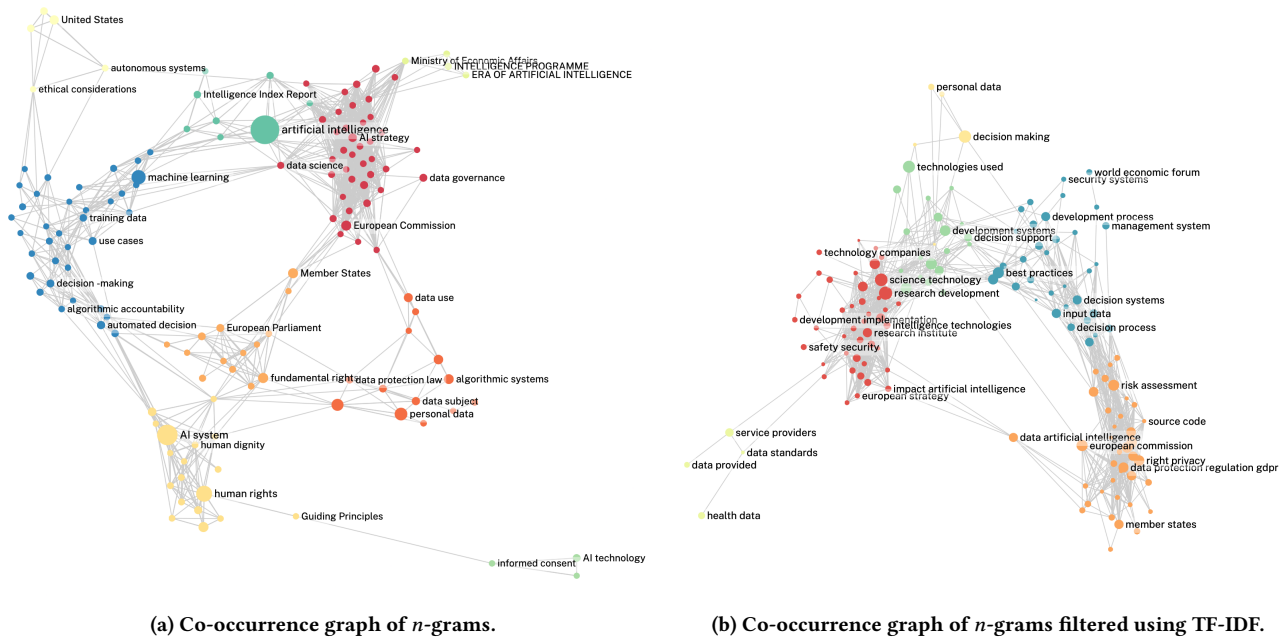 United States
autonomous systems
ethical considerations
Ministry of Economic Affairs
INTELLIGENCE PROGRAMME
ERA OF ARTIFICIAL INTELLIGENCE
Intelligence Index Report
artificial intelligence
AI strategy
data science
machine learning
data governance
training data
European Commission
use cases
Member States
decision -making
data use
algorithmic accountability
automated decision
European Parliament
fundamental rights
data protection law
algorithmic systems
data subject
personal data
AI system
human dignity
human rights
Guiding Principles
informed consent
AI technology
(a) Co-occurrence graph of n-grams.
personal data
decision making
technologies used
world economic forum
security systems
development process
management system
development systems
decision support
technology companies
best practices
science technology
research development
decision systems
input data
development implementation
intelligence technologies
decision process
research institute
safety security
impact artificial intelligence
european strategy
risk assessment
source code
service providers
data artificial intelligence
european commission
data standards
right privacy
data provided
data protection regulation gdpr
health data
member states
(b) Co-occurrence graph of n-grams filtered using TF-IDF.